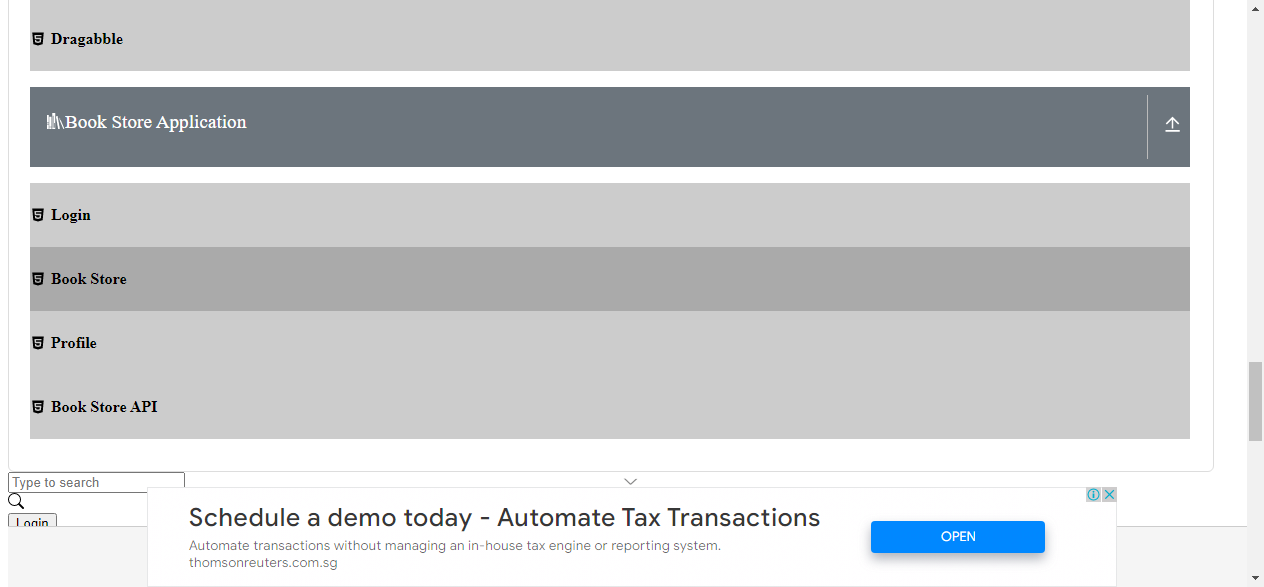 Dragabble
Book Store Application
Login
Book Store
Profile
Book Store API
Type to search
Login
Schedule a demo today - Automate Tax Transactions
Automate transactions without managing an in-house tax engine or reporting system.
thomsonreuters.com.sg
OPEN